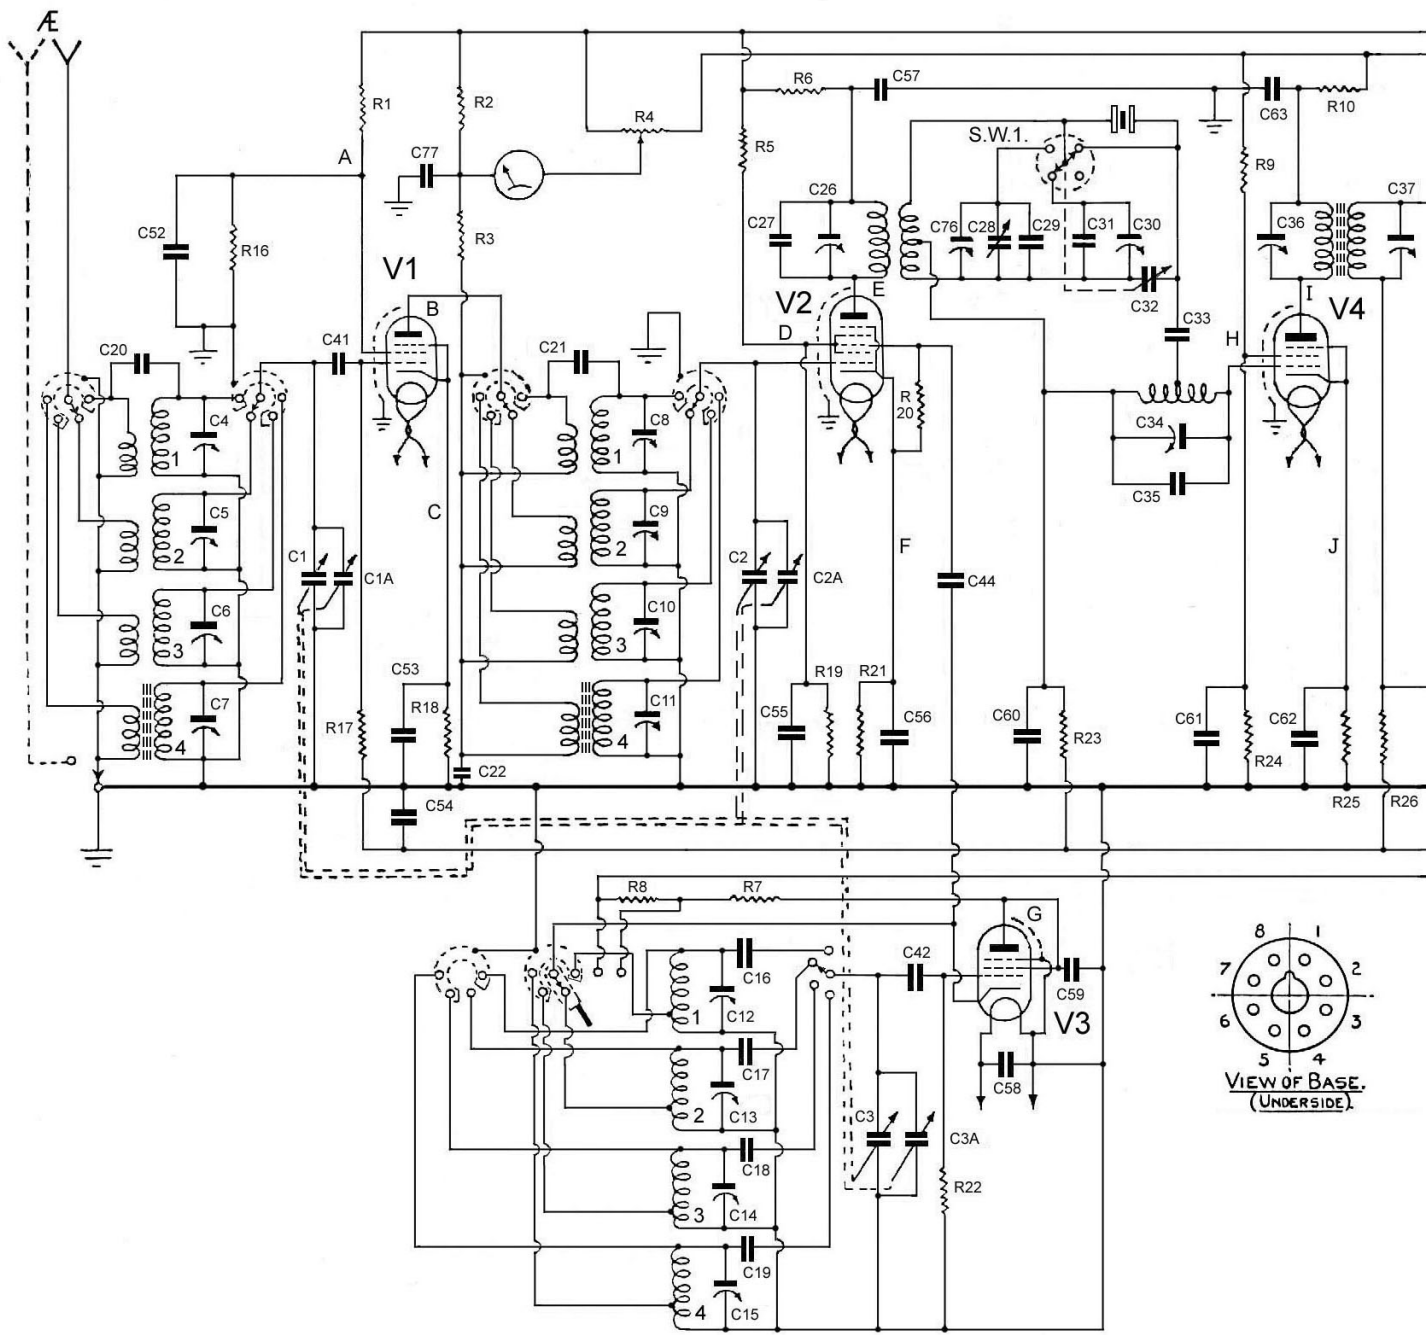 Æ
R1
R2
R4
R6
C57
C63
R10
A
C77
R5
S.W.1.
R9
C52
R16
R3
C27
C26
C76
C28
C29
C31
C30
C36
C37
V1
V2
E
C32
I
V4
B
D
C33
H
C20
C41
C21
R
20
C4
C8
C34
1
1
C35
C
C5
C9
F
J
2
C1
C1A
2
C2
C2A
C44
C6
C10
3
3
C53
R19
R21
C7
R17
R18
C11
C55
C56
C60
R23
C61
C62
4
4
R24
C22
R25
R26
C54
R8
R7
G
C42
C16
C59
1
C12
V3
C17
C58
2
C13
C3
C3A
C18
R22
3
C14
C19
4
C15
8
1
7
2
6
3
5
4
VIEW OF BASE.
(UNDERSIDE).